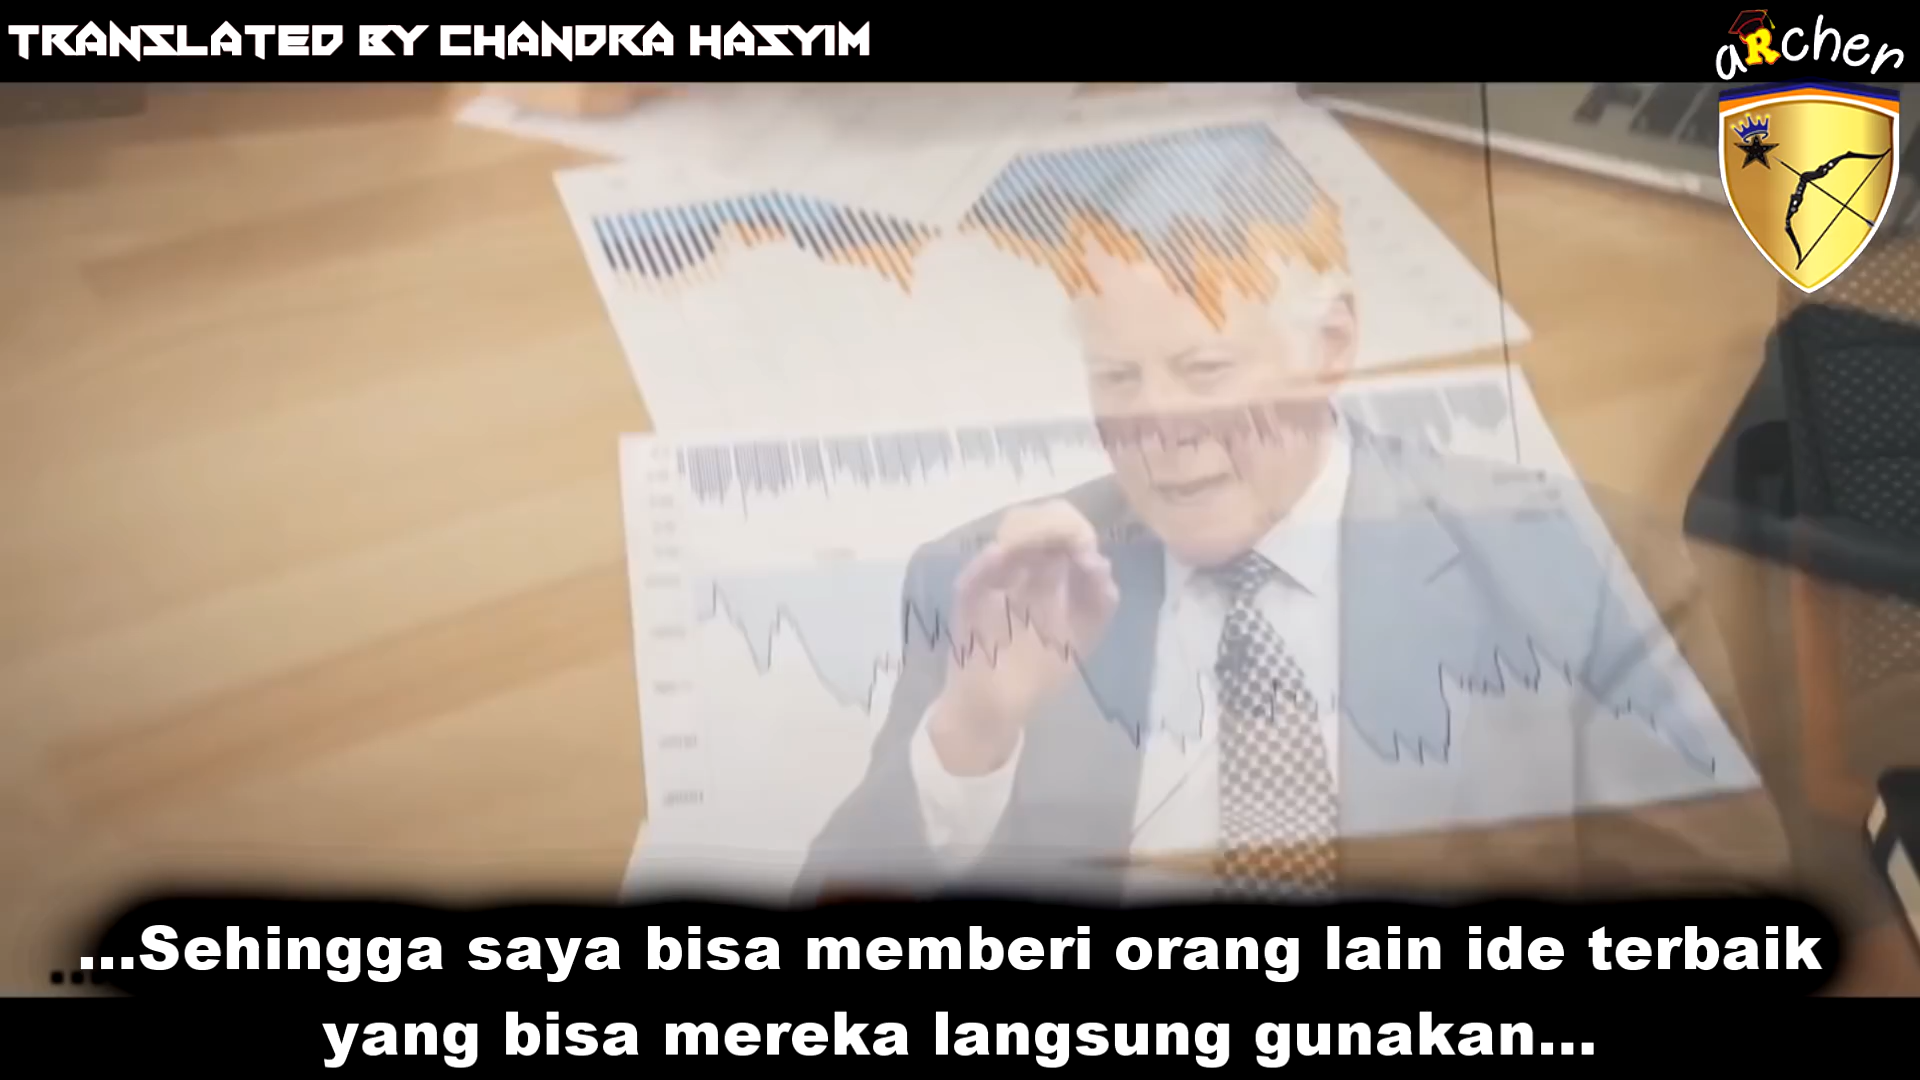 TRANSLATED BY CHANDRA HASYIM
aRcher
...Sehingga saya bisa memberi orang lain ide terbaik
yang bisa mereka langsung gunakan...